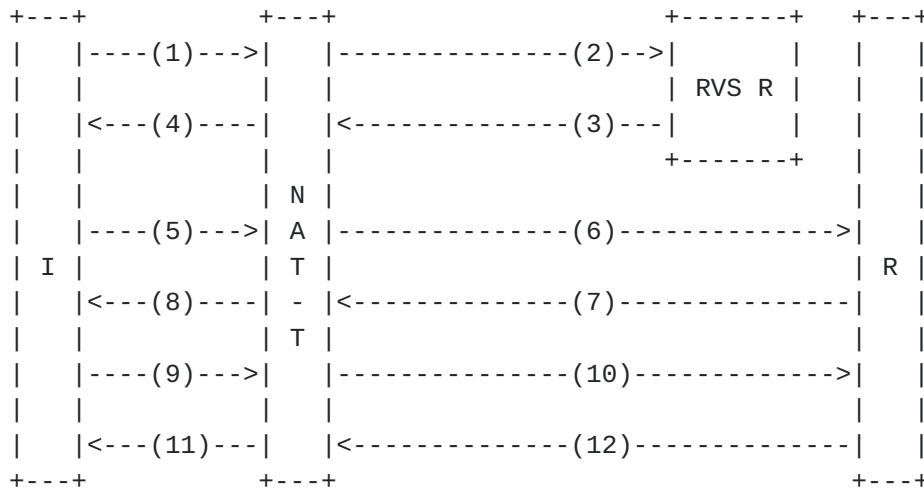 +---+          +---+                       +-------+   +---+
|   |----(1)--->|   |--------------(2)-->|       |   |   |
|   |           |   |                    | RVS R |   |   |
|   |<---(4)----|   |<-------------(3)---|       |   |   |
|   |           |   |                    +-------+   |   |
|   |           | N |                                |   |
|   |----(5)--->| A |--------------(6)-------------->|   |
| I |           | T |                                | R |
|   |<---(8)----| - |<-------------(7)---------------|   |
|   |           | T |                                |   |
|   |----(9)--->|   |--------------(10)------------->|   |
|   |           |   |                                |   |
|   |<---(11)---|   |<-------------(12)--------------|   |
+---+           +---+                                +---+